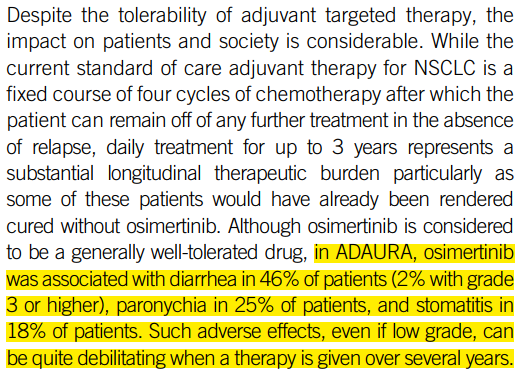 Despite the tolerability of adjuvant targeted therapy, the
impact on patients and society is considerable. While the
current standard of care adjuvant therapy for NSCLC is a
fixed course of four cycles of chemotherapy after which the
patient can remain off of any further treatment in the absence
of relapse, daily treatment for up to 3 years represents a
substantial longitudinal therapeutic burden particularly as
some of these patients would have already been rendered
cured without osimertinib. Although osimertinib is considered
to be a generally well-tolerated drug, in ADAURA, osimertinib
was associated with diarrhea in 46% of patients (2% with grade
3 or higher), paronychia in 25% of patients, and stomatitis in
18% of patients. Such adverse effects, even if low grade, can
be quite debilitating when a therapy is given over several years.